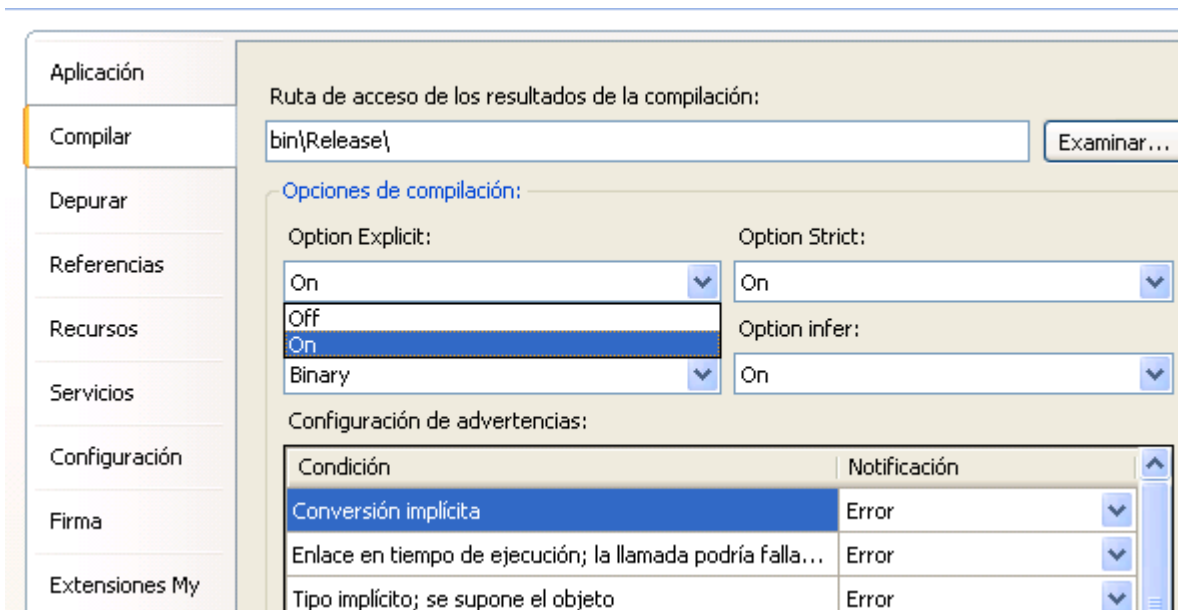 Aplicación
Compilar
Depurar
Referencias
Recursos
Servicios
Configuración
Firma
Extensiones My
Ruta de acceso de los resultados de la compilación:
bin\Release\
Examinar...
Opciones de compilación:
Option Explicit:
Option Strict:
On
On
Off
On
Option infer:
Binary
On
Configuración de advertencias:
Condición
Notificación
Conversión implícita
Error
Enlace en tiempo de ejecución; la llamada podría falla...
Error
Tipo implícito; se supone el objeto
Error